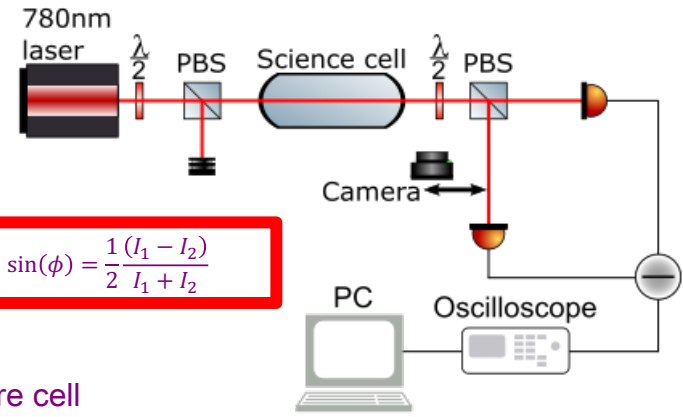 780nm
laser
λ/2
PBS
Science cell
λ/2
PBS
Camera
sin(ϕ) = 1/2 (I₁ − I₂)/(I₁ + I₂)
PC
Oscilloscope
re cell